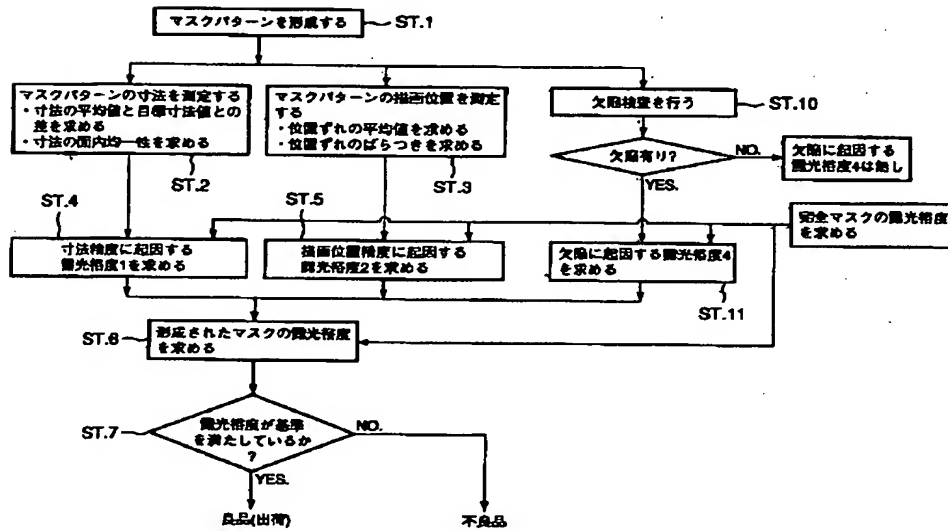 マスクパターンを形成する
ST.1
マスクパターンの寸法を測定する
・寸法の平均値と目標寸法値との
差を求める
・寸法の面内均一性を求める
ST.2
マスクパターンの描画位置を測定
する
・位置ずれの平均値を求める
・位置ずれのばらつきを求める
ST.3
欠陥検査を行う
ST.10
欠陥有り?
NO.
YES.
欠陥に起因する
露光裕度4は無し
完全マスクの露光裕度
を求める
ST.4
寸法精度に起因する
露光裕度1を求める
ST.5
描画位置精度に起因する
露光裕度2を求める
欠陥に起因する露光裕度4
を求める
ST.11
ST.6
形成されたマスクの露光裕度
を求める
ST.7
露光裕度が基準
を満たしているか
?
NO.
YES.
良品(出荷)
不良品